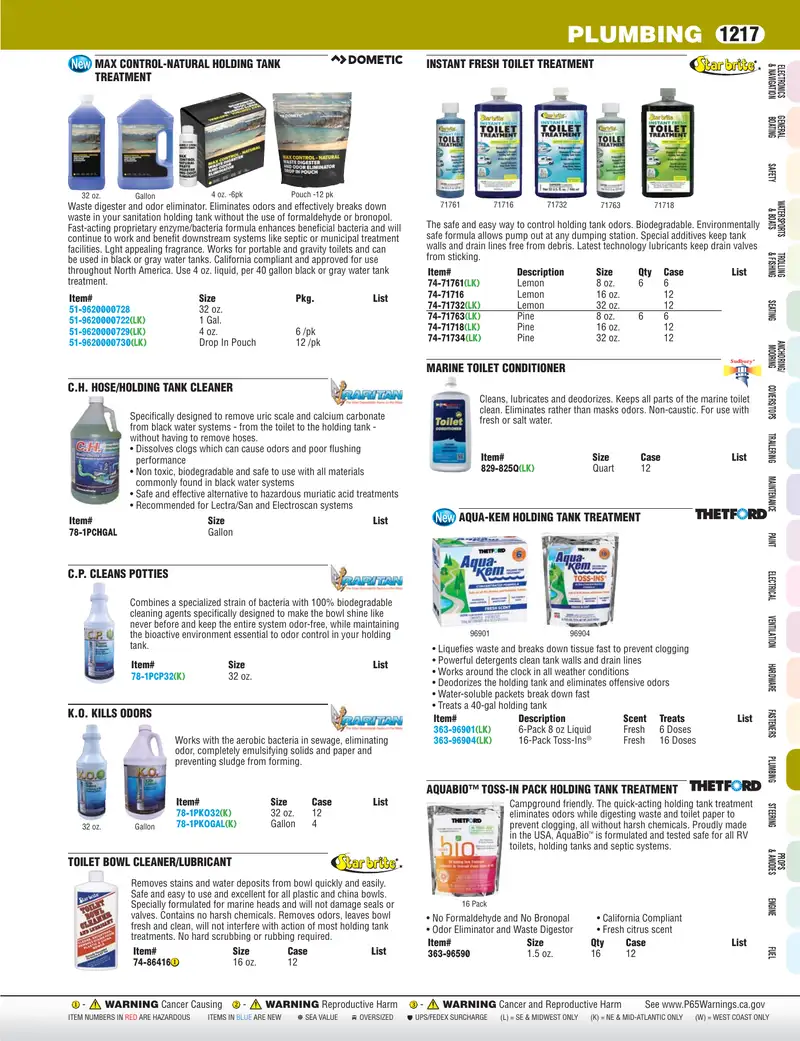 PLUMBING 1217
New MAX CONTROL-NATURAL HOLDING TANK
TREATMENT
DOMETIC
32 oz. Gallon 4 oz. -6pk Pouch -12 pk
Waste digester and odor eliminator. Eliminates odors and effectively breaks down
waste in your sanitation holding tank without the use of formaldehyde or bronopol.
Fast-acting proprietary enzyme/bacteria formula enhances beneficial bacteria and will
continue to work and benefit downstream systems like septic or municipal treatment
facilities. Lght appealing fragrance. Works for portable and gravity toilets and can
be used in black or gray water tanks. California compliant and approved for use
throughout North America. Use 4 oz. liquid, per 40 gallon black or gray water tank
treatment.
Item# Size Pkg. List
51-9620000728 32 oz.
51-9620000722(LK) 1 Gal.
51-9620000729(LK) 4 oz. 6 /pk
51-9620000730(LK) Drop In Pouch 12 /pk
C.H. HOSE/HOLDING TANK CLEANER
RARITAN
Specifically designed to remove uric scale and calcium carbonate
from black water systems - from the toilet to the holding tank -
without having to remove hoses.
• Dissolves clogs which can cause odors and poor flushing
performance
• Non toxic, biodegradable and safe to use with all materials
commonly found in black water systems
• Safe and effective alternative to hazardous muriatic acid treatments
• Recommended for Lectra/San and Electroscan systems
Item# Size List
78-1PCHGAL Gallon
C.P. CLEANS POTTIES
RARITAN
Combines a specialized strain of bacteria with 100% biodegradable
cleaning agents specifically designed to make the bowl shine like
never before and keep the entire system odor-free, while maintaining
the bioactive environment essential to odor control in your holding
tank.
Item# Size List
78-1PCP32(K) 32 oz.
K.O. KILLS ODORS
RARITAN
Works with the aerobic bacteria in sewage, eliminating
odor, completely emulsifying solids and paper and
preventing sludge from forming.
32 oz. Gallon
Item# Size Case List
78-1PKO32(K) 32 oz. 12
78-1PKOGAL(K) Gallon 4
TOILET BOWL CLEANER/LUBRICANT
Star brite
Removes stains and water deposits from bowl quickly and easily.
Safe and easy to use and excellent for all plastic and china bowls.
Specially formulated for marine heads and will not damage seals or
valves. Contains no harsh chemicals. Removes odors, leaves bowl
fresh and clean, will not interfere with action of most holding tank
treatments. No hard scrubbing or rubbing required.
Item# Size Case List
74-86416① 16 oz. 12
INSTANT FRESH TOILET TREATMENT
Star brite
71761 71716 71732 71763 71718
The safe and easy way to control holding tank odors. Biodegradable. Environmentally
safe formula allows pump out at any dumping station. Special additives keep tank
walls and drain lines free from debris. Latest technology lubricants keep drain valves
from sticking.
Item# Description Size Qty Case List
74-71761(LK) Lemon 8 oz. 6 6
74-71716 Lemon 16 oz. 12
74-71732(LK) Lemon 32 oz. 12
74-71763(LK) Pine 8 oz. 6 6
74-71718(LK) Pine 16 oz. 12
74-71734(LK) Pine 32 oz. 12
MARINE TOILET CONDITIONER
Sudbury
Cleans, lubricates and deodorizes. Keeps all parts of the marine toilet
clean. Eliminates rather than masks odors. Non-caustic. For use with
fresh or salt water.
Item# Size Case List
829-825Q(LK) Quart 12
New AQUA-KEM HOLDING TANK TREATMENT
THETFORD
96901 96904
• Liquefies waste and breaks down tissue fast to prevent clogging
• Powerful detergents clean tank walls and drain lines
• Works around the clock in all weather conditions
• Deodorizes the holding tank and eliminates offensive odors
• Water-soluble packets break down fast
• Treats a 40-gal holding tank
Item# Description Scent Treats List
363-96901(LK) 6-Pack 8 oz Liquid Fresh 6 Doses
363-96904(LK) 16-Pack Toss-Ins® Fresh 16 Doses
AQUABIO™ TOSS-IN PACK HOLDING TANK TREATMENT
THETFORD
Campground friendly. The quick-acting holding tank treatment
eliminates odors while digesting waste and toilet paper to
prevent clogging, all without harsh chemicals. Proudly made
in the USA, AquaBio™ is formulated and tested safe for all RV
toilets, holding tanks and septic systems.
16 Pack
• No Formaldehyde and No Bronopal • California Compliant
• Odor Eliminator and Waste Digestor • Fresh citrus scent
Item# Size Qty Case List
363-96590 1.5 oz. 16 12
ELECTRONICS
& NAVIGATION
GENERAL
BOATING
SAFETY
WATERSPORTS
& BOATS
TROLLING
& FISHING
SEATING
ANCHORING/
MOORING
COVERS/TOPS
TRAILERING
MAINTENANCE
PAINT
ELECTRICAL
VENTILATION
HARDWARE
FASTENERS
PLUMBING
STEERING
PROPS
& ANODES
ENGINE
FUEL
① - WARNING Cancer Causing ② - WARNING Reproductive Harm ③ - WARNING Cancer and Reproductive Harm See www.P65Warnings.ca.gov
ITEM NUMBERS IN RED ARE HAZARDOUS ITEMS IN BLUE ARE NEW SEA VALUE OVERSIZED UPS/FEDEX SURCHARGE (L) = SE & MIDWEST ONLY (K) = NE & MID-ATLANTIC ONLY (W) = WEST COAST ONLY